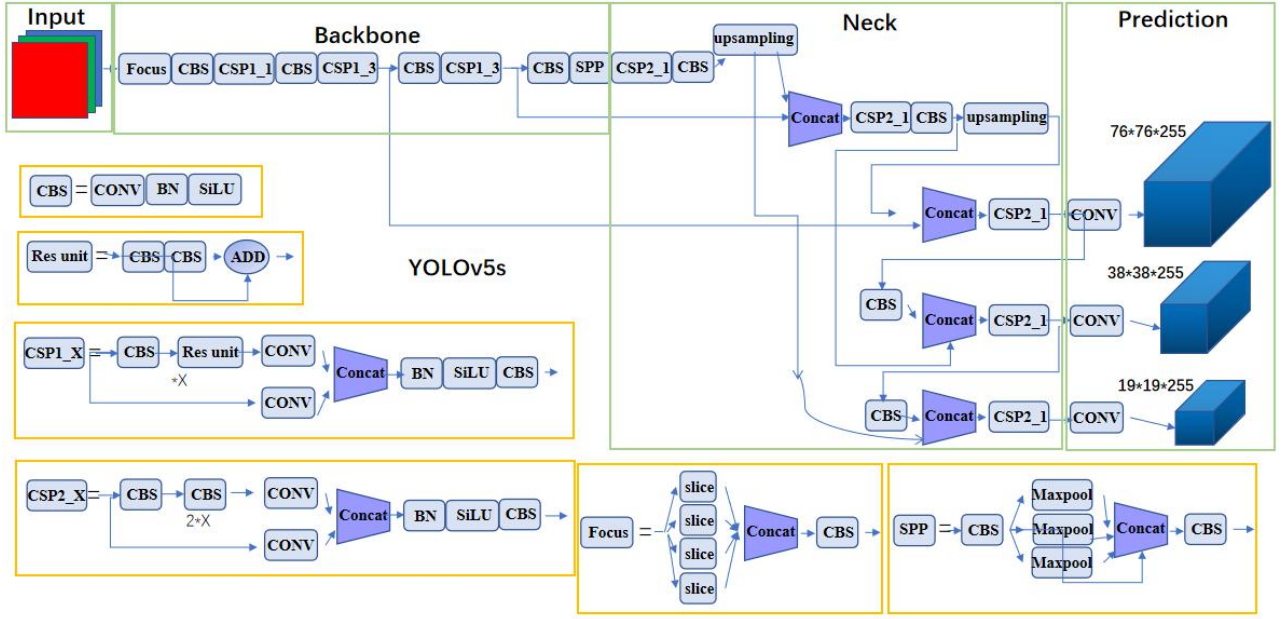 Input
Backbone
Neck
Prediction
Focus CBS CSP1_1 CBS CSP1_3 CBS CSP1_3 CBS SPP CSP2_1 CBS upsampling
Concat CSP2_1 CBS upsampling
76*76*255
Concat CSP2_1 CONV
38*38*255
CBS Concat CSP2_1 CONV
19*19*255
CBS Concat CSP2_1 CONV
CBS = CONV BN SiLU
Res unit = CBS CBS ADD
YOLOv5s
CSP1_X = CBS Res unit CONV
*X
Concat BN SiLU CBS
CONV
CSP2_X = CBS CBS CONV
2*X
Concat BN SiLU CBS
CONV
Focus = slice
slice
slice
slice
Concat CBS
SPP = CBS Maxpool
Maxpool
Maxpool
Concat CBS